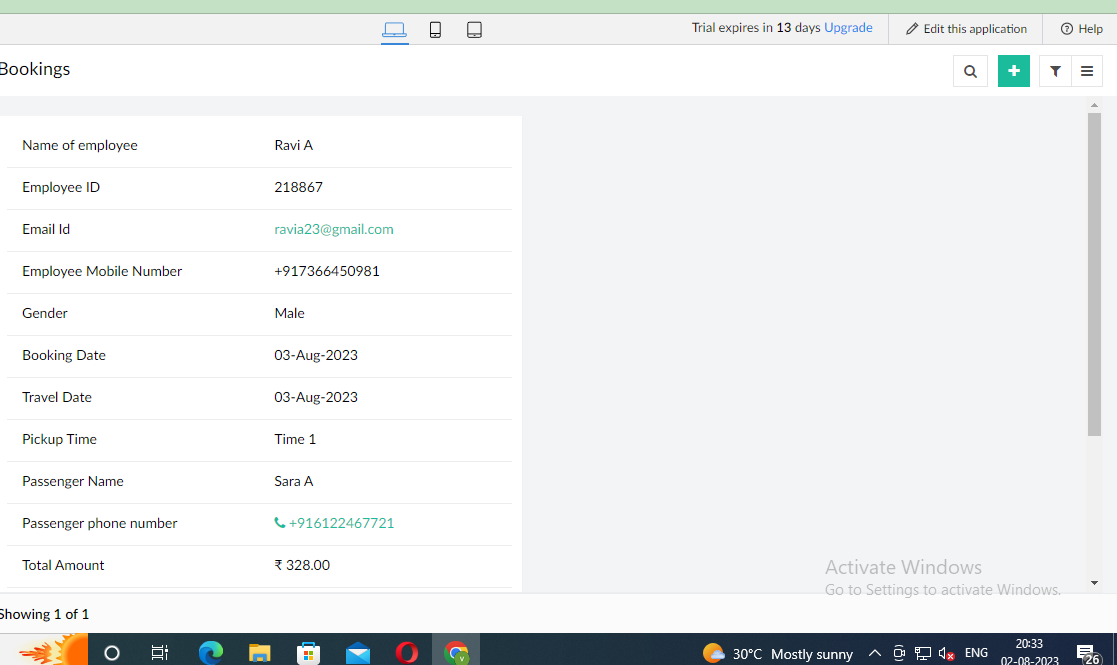 Trial expires in 13 days Upgrade
Edit this application
Help
Bookings
Name of employee Ravi A
Employee ID 218867
Email Id ravia23@gmail.com
Employee Mobile Number +917366450981
Gender Male
Booking Date 03-Aug-2023
Travel Date 03-Aug-2023
Pickup Time Time 1
Passenger Name Sara A
Passenger phone number +916122467721
Total Amount ₹ 328.00
Activate Windows
Go to Settings to activate Windows.
Showing 1 of 1
30°C Mostly sunny
ENG
20:33
02-08-2023
26